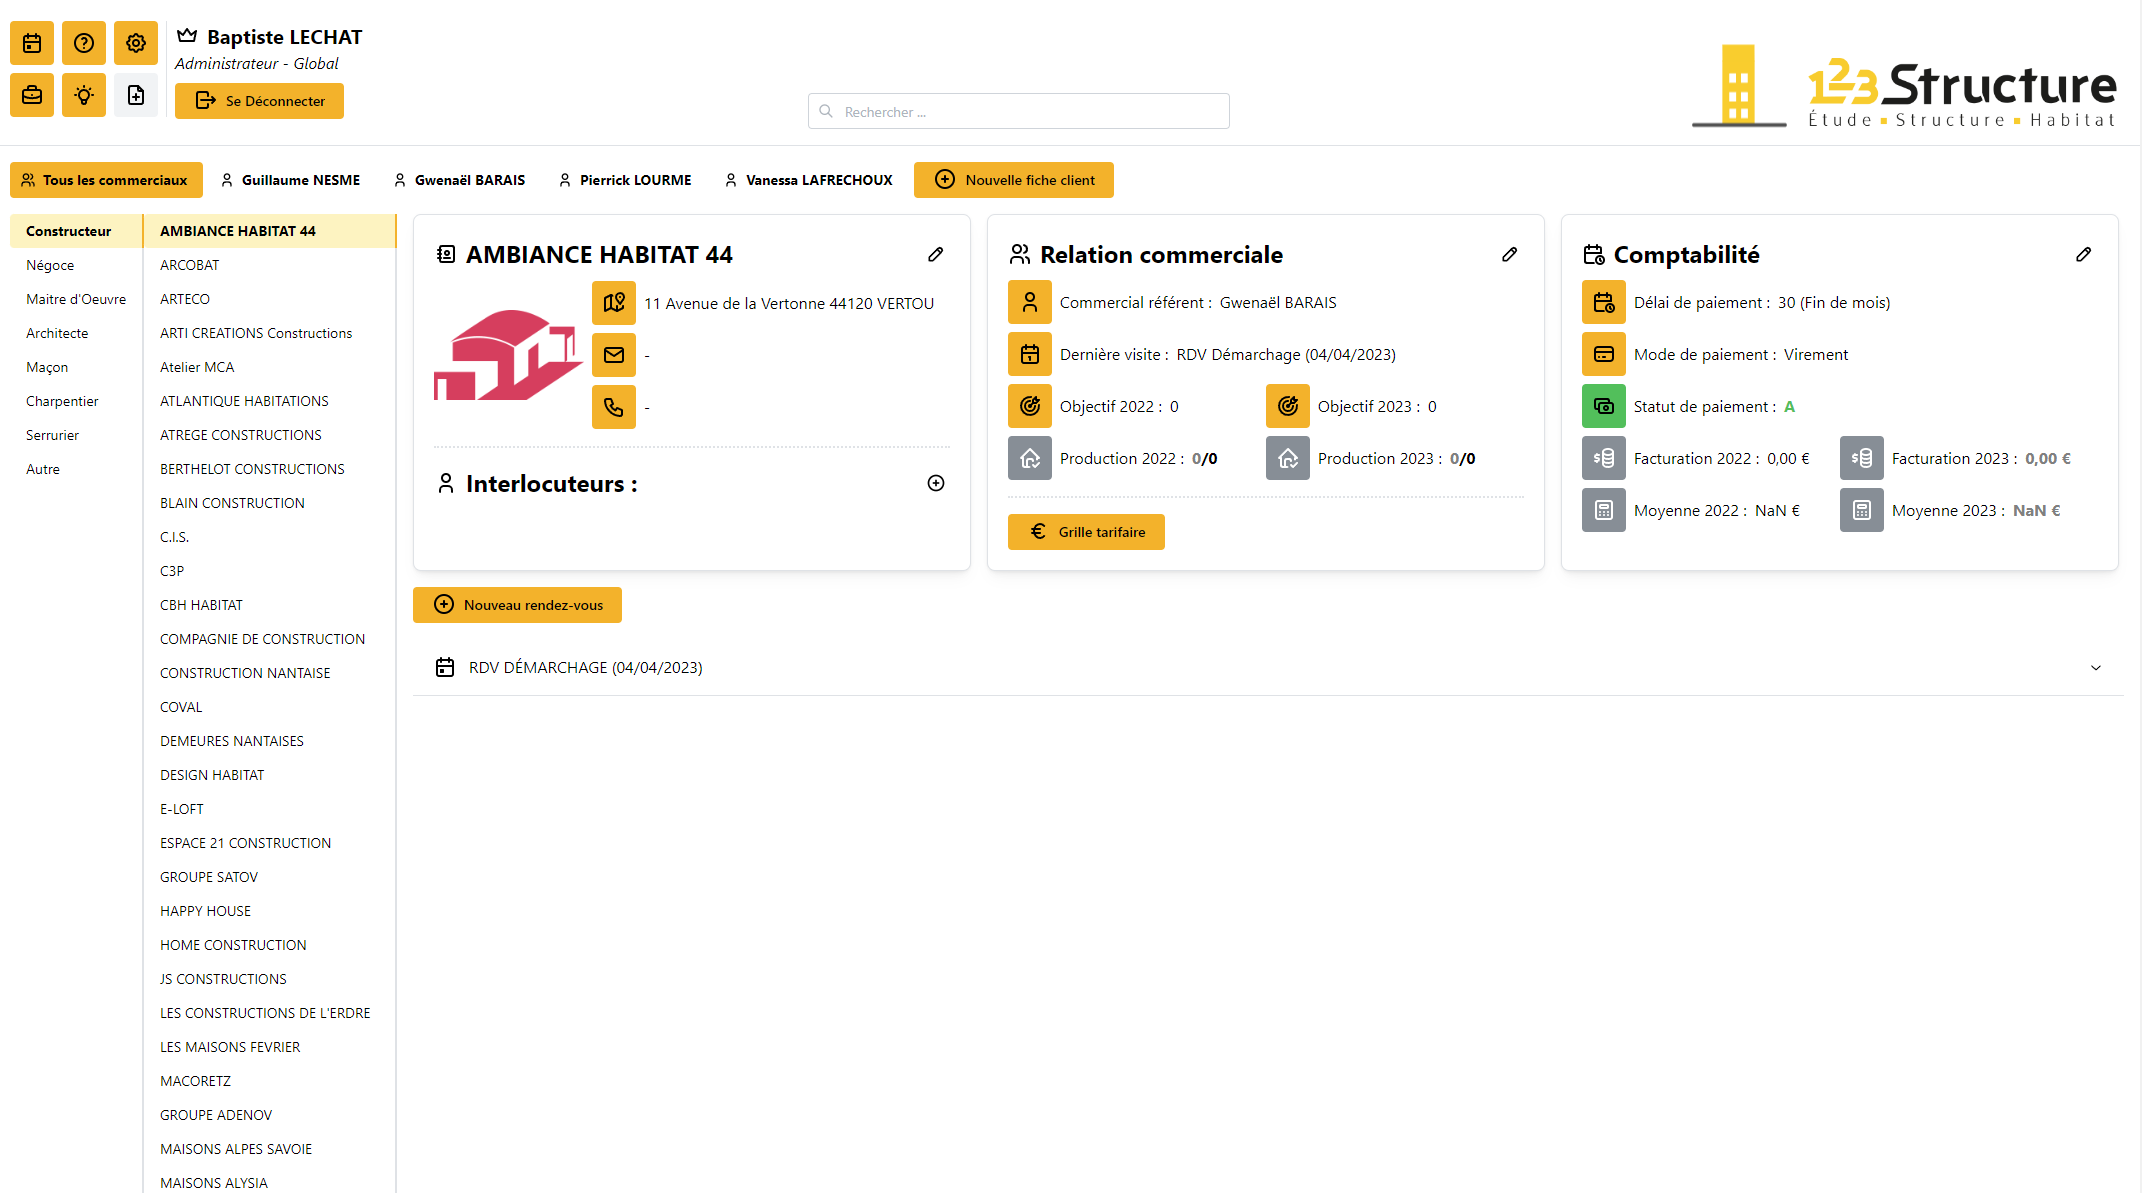 Baptiste LECHAT
Administrateur - Global
Se Déconnecter
Rechercher ...
123 Structure
Étude ▪ Structure ▪ Habitat
Tous les commerciaux
Guillaume NESME
Gwenaël BARAIS
Pierrick LOURME
Vanessa LAFRECHOUX
Nouvelle fiche client
Constructeur
Négoce
Maitre d'Oeuvre
Architecte
Maçon
Charpentier
Serrurier
Autre
AMBIANCE HABITAT 44
ARCOBAT
ARTECO
ARTI CREATIONS Constructions
Atelier MCA
ATLANTIQUE HABITATIONS
ATREGE CONSTRUCTIONS
BERTHELOT CONSTRUCTIONS
BLAIN CONSTRUCTION
C.I.S.
C3P
CBH HABITAT
COMPAGNIE DE CONSTRUCTION
CONSTRUCTION NANTAISE
COVAL
DEMEURES NANTAISES
DESIGN HABITAT
E-LOFT
ESPACE 21 CONSTRUCTION
GROUPE SATOV
HAPPY HOUSE
HOME CONSTRUCTION
JS CONSTRUCTIONS
LES CONSTRUCTIONS DE L'ERDRE
LES MAISONS FEVRIER
MACORETZ
GROUPE ADENOV
MAISONS ALPES SAVOIE
MAISONS ALYSIA
AMBIANCE HABITAT 44
11 Avenue de la Vertonne 44120 VERTOU
-
-
Interlocuteurs :
Relation commerciale
Commercial référent : Gwenaël BARAIS
Dernière visite : RDV Démarchage (04/04/2023)
Objectif 2022 : 0
Objectif 2023 : 0
Production 2022 : 0/0
Production 2023 : 0/0
Grille tarifaire
Comptabilité
Délai de paiement : 30 (Fin de mois)
Mode de paiement : Virement
Statut de paiement : A
Facturation 2022 : 0,00 €
Facturation 2023 : 0,00 €
Moyenne 2022 : NaN €
Moyenne 2023 : NaN €
Nouveau rendez-vous
RDV DÉMARCHAGE (04/04/2023)